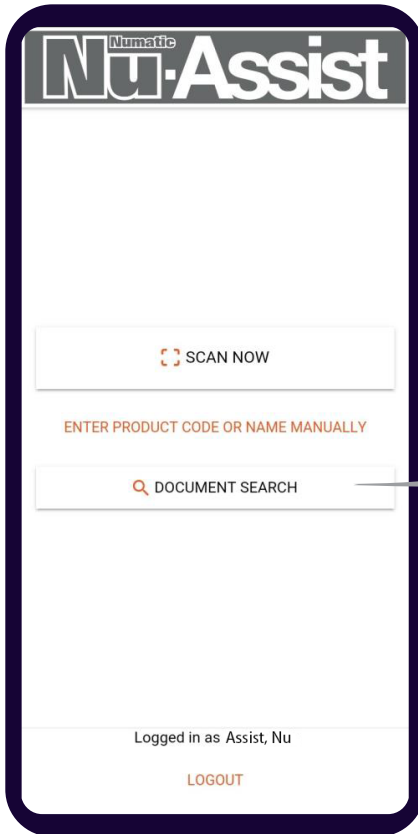 Numatic
Nu-Assist
SCAN NOW
ENTER PRODUCT CODE OR NAME MANUALLY
DOCUMENT SEARCH
Logged in as Assist, Nu
LOGOUT